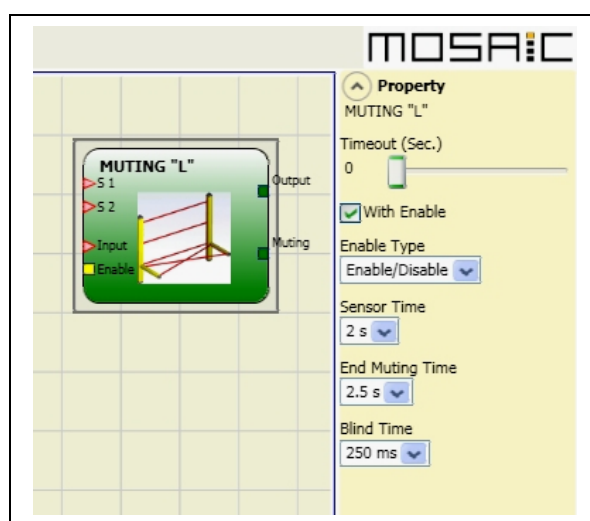 MOSAIC
MUTING "L"
S 1
S 2
Input
Enable
Output
Muting
Property
MUTING "L"
Timeout (Sec.)
0
With Enable
Enable Type
Enable/Disable
Sensor Time
2 s
End Muting Time
2.5 s
Blind Time
250 ms